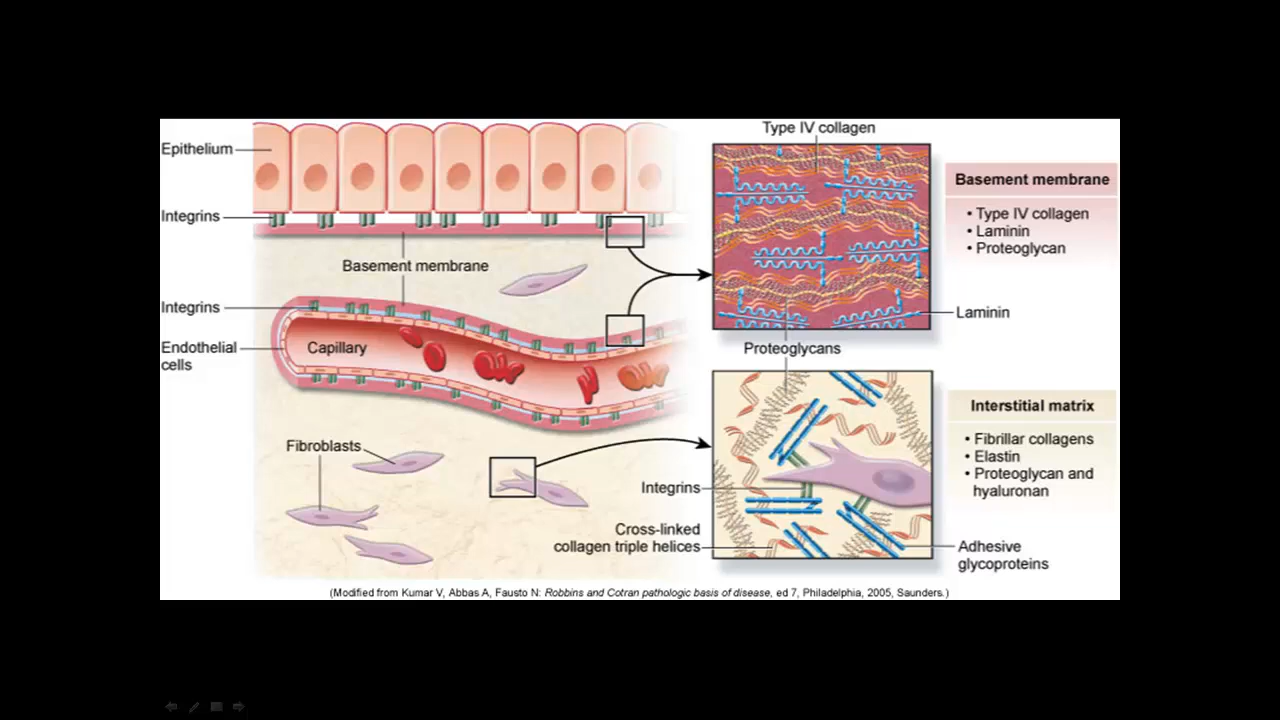 Epithelium
Integrins
Basement membrane
Integrins
Endothelial
cells
Capillary
Fibroblasts
Type IV collagen
Laminin
Proteoglycans
Integrins
Cross-linked
collagen triple helices
Adhesive
glycoproteins
Basement membrane
• Type IV collagen
• Laminin
• Proteoglycan
Interstitial matrix
• Fibrillar collagens
• Elastin
• Proteoglycan and
hyaluronan
(Modified from Kumar V, Abbas A, Fausto N: Robbins and Cotran pathologic basis of disease, ed 7, Philadelphia, 2005, Saunders.)